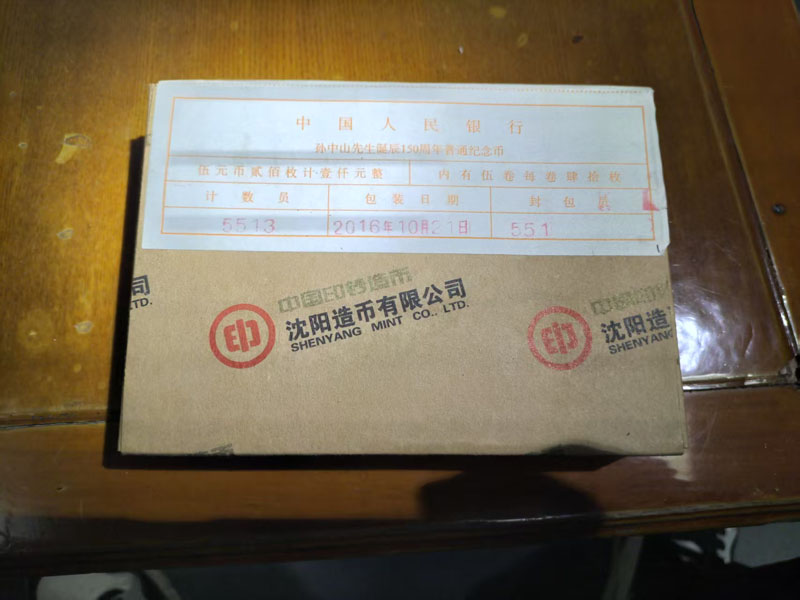 中国人民银行
孙中山先生诞辰150周年普通纪念币
伍元币贰佰枚计壹仟元整 内有伍卷每卷肆拾枚
计数员 包装日期 封包员
5513 2016年10月21日 551
中国印钞造币
沈阳造币有限公司
SHENYANG MINT CO., LTD.
司
LTD.
中国印钞造
沈阳造
SHENYANG